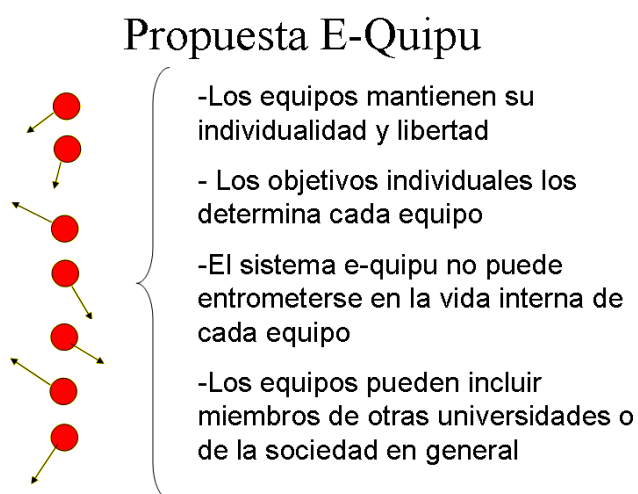 Propuesta E-Quipu
-Los equipos mantienen su
individualidad y libertad
- Los objetivos individuales los
determina cada equipo
-El sistema e-quipu no puede
entrometerse en la vida interna de
cada equipo
-Los equipos pueden incluir
miembros de otras universidades o
de la sociedad en general